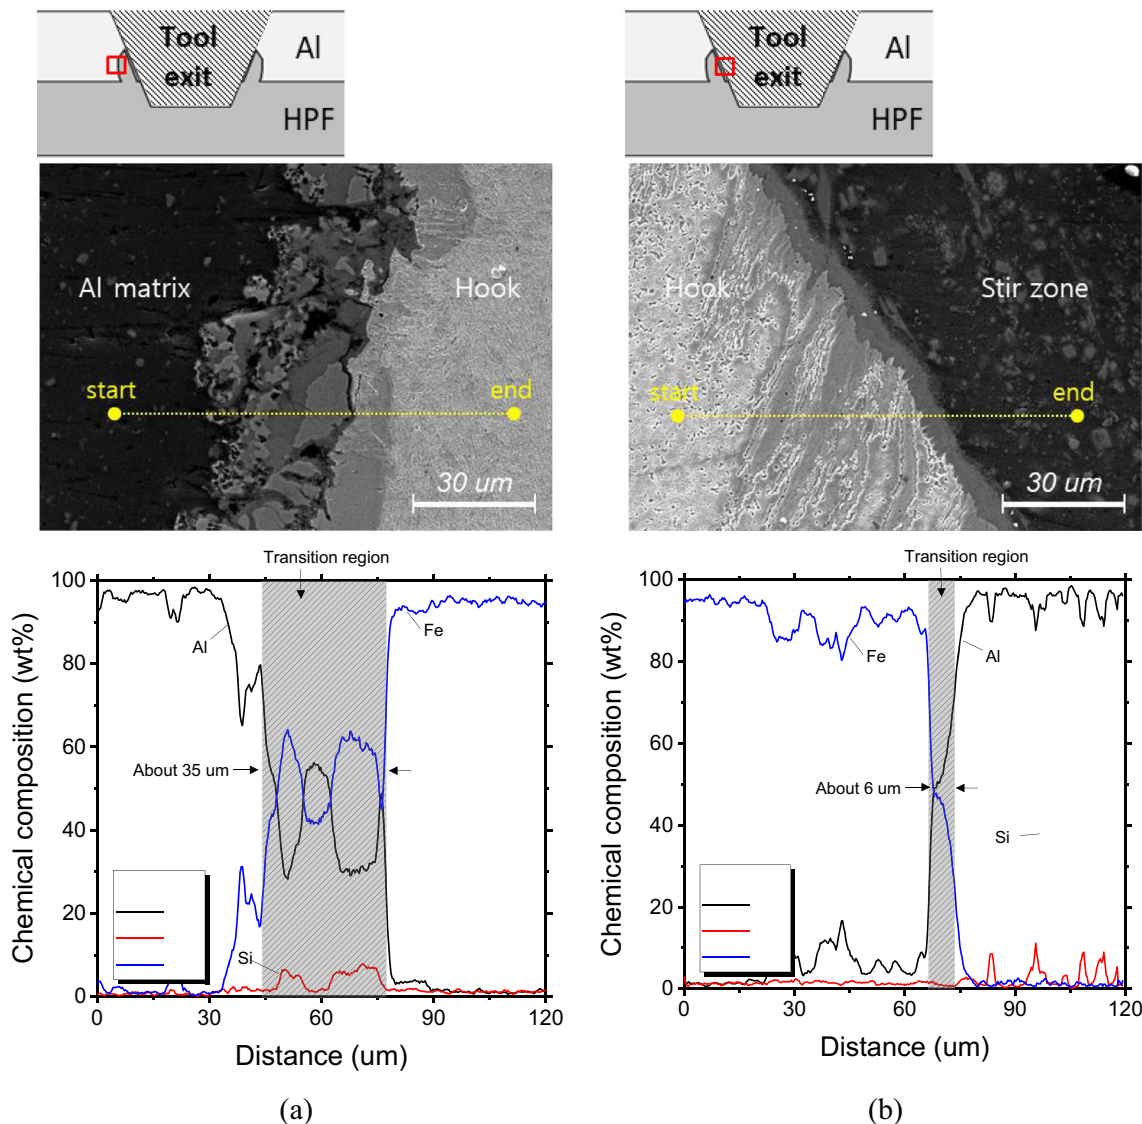 Tool
exit
Al
HPF
Al matrix
Hook
start
end
30 um
Transition region
100
80
60
40
20
0
Chemical composition (wt%)
Al
Fe
About 35 um
Si
0
30
60
90
120
Distance (um)
(a)
Tool
exit
Al
HPF
Hook
Stir zone
start
end
30 um
Transition region
100
80
60
40
20
0
Chemical composition (wt%)
Fe
Al
About 6 um
Si
0
30
60
90
120
Distance (um)
(b)